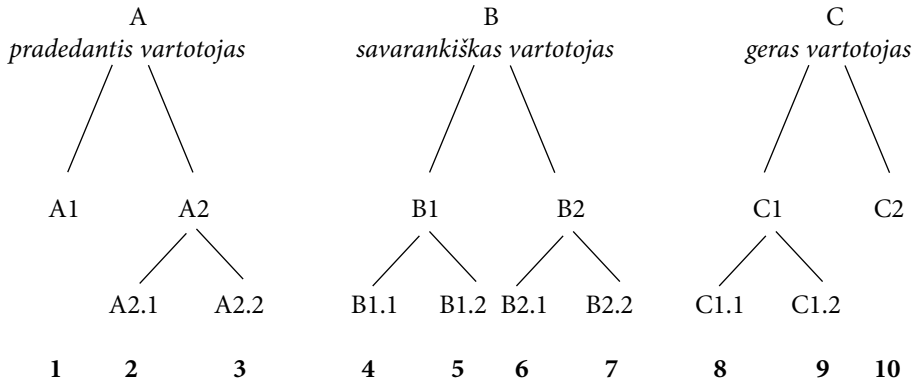 A B C
pradedantis vartotojas savarankiškas vartotojas geras vartotojas
A1 A2 B1 B2 C1 C2
A2.1 A2.2 B1.1 B1.2 B2.1 B2.2 C1.1 C1.2
1 2 3 4 5 6 7 8 9 10